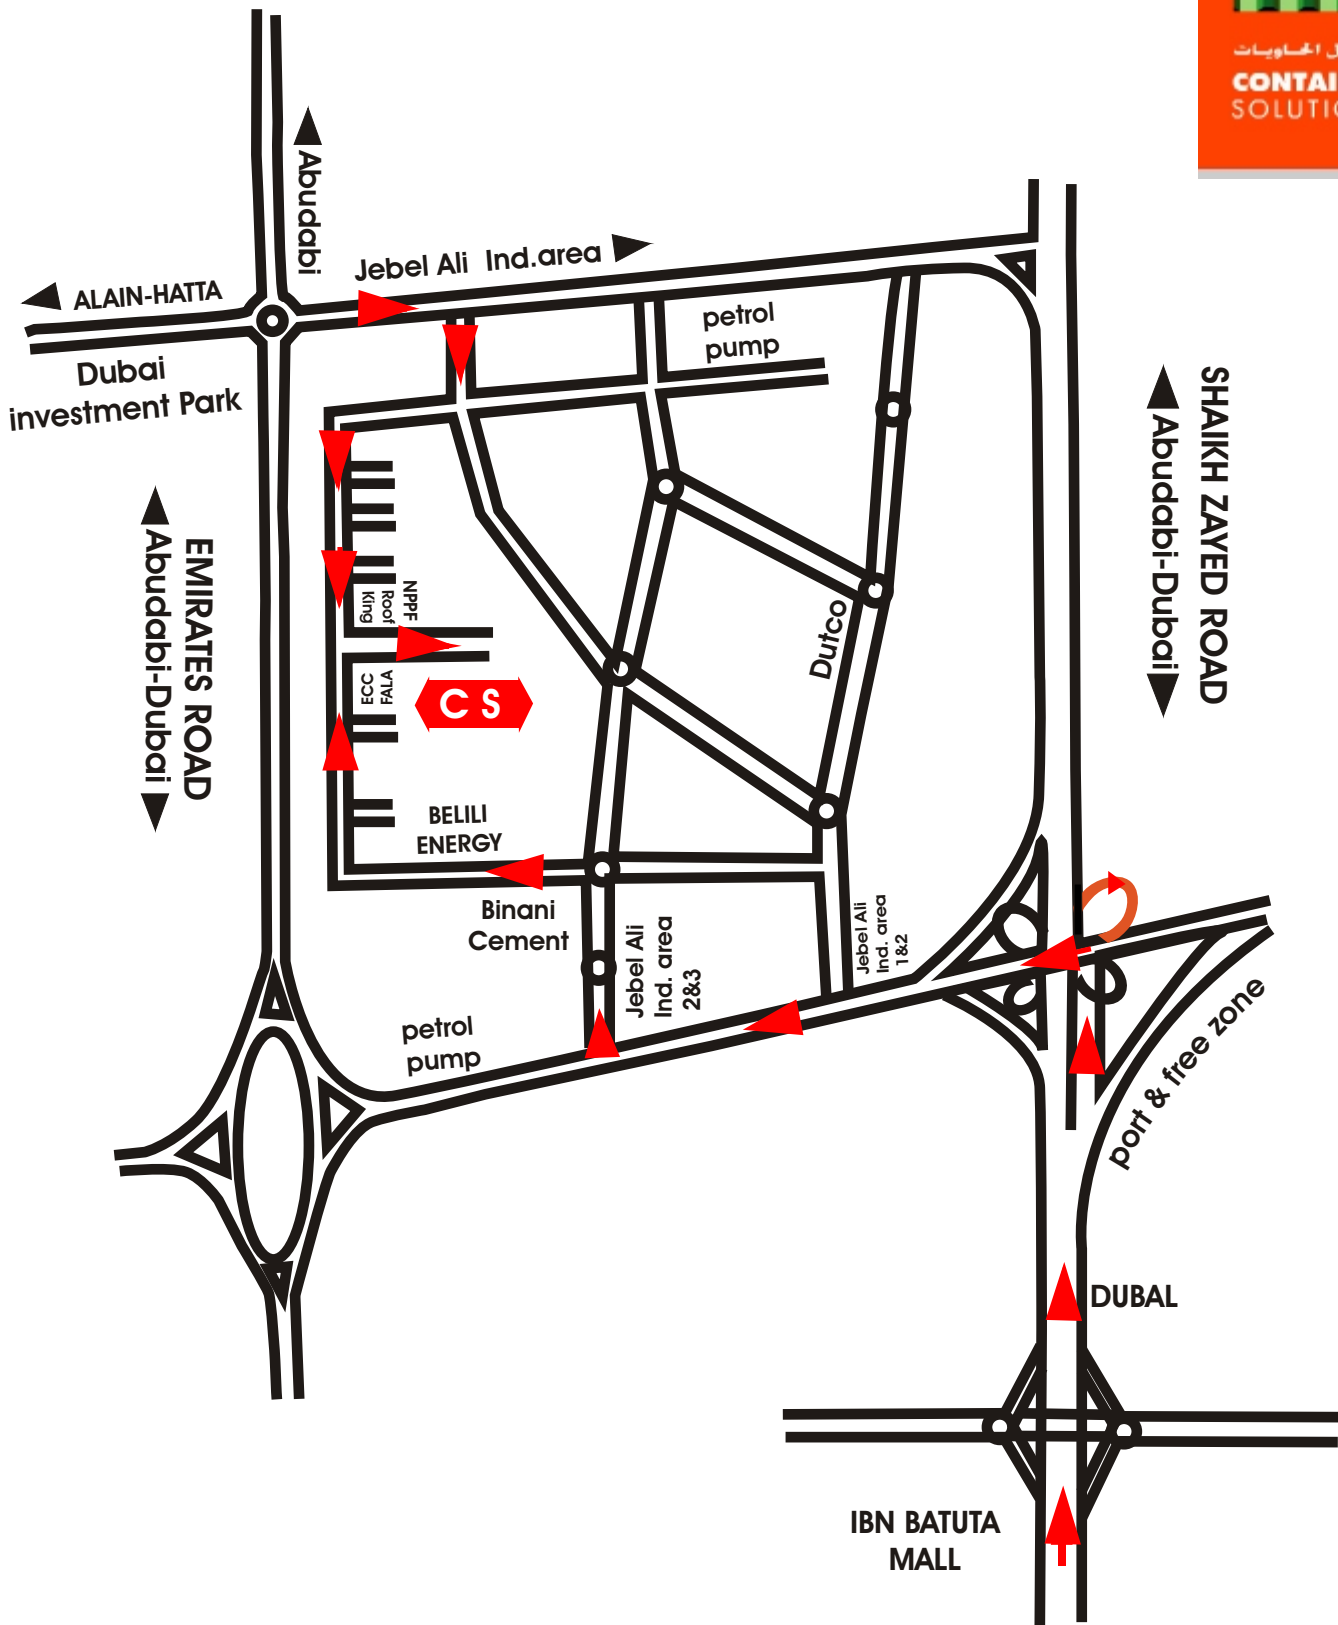 CONTAI
SOLUTIO
Abudabi
Jebel Ali Ind.area
ALAIN-HATTA
Dubai
investment Park
petrol
pump
SHAIKH ZAYED ROAD
Abudabi-Dubai
EMIRATES ROAD
Abudabi-Dubai
NPPF
Roof
King
Dutco
ECC
FALA
C S
BELILI
ENERGY
Binani
Cement
Jebel Ali
Ind. area
2&3
Jebel Ali
Ind. area
1&2
petrol
pump
port & free zone
DUBAL
IBN BATUTA
MALL